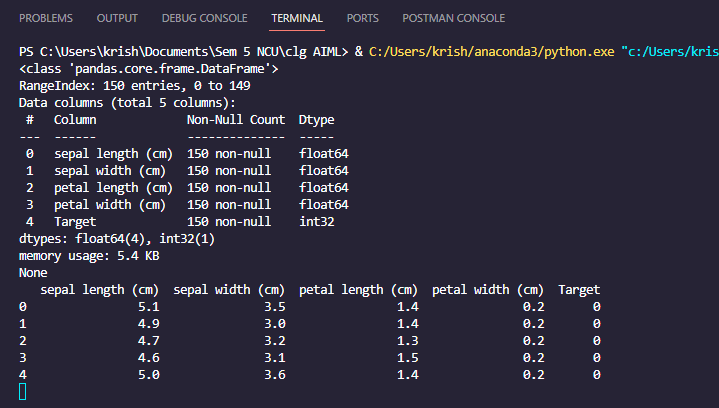 PROBLEMS OUTPUT DEBUG CONSOLE TERMINAL PORTS POSTMAN CONSOLE
PS C:\Users\krish\Documents\Sem 5 NCU\clg AIML> & C:/Users/krish/anaconda3/python.exe "c:/Users/kris
<class 'pandas.core.frame.DataFrame'>
RangeIndex: 150 entries, 0 to 149
Data columns (total 5 columns):
 #   Column             Non-Null Count  Dtype
---  ------             --------------  -----
 0   sepal length (cm)  150 non-null    float64
 1   sepal width (cm)   150 non-null    float64
 2   petal length (cm)  150 non-null    float64
 3   petal width (cm)   150 non-null    float64
 4   Target             150 non-null    int32
dtypes: float64(4), int32(1)
memory usage: 5.4 KB
None
   sepal length (cm)  sepal width (cm)  petal length (cm)  petal width (cm)  Target
0                5.1               3.5                1.4               0.2       0
1                4.9               3.0                1.4               0.2       0
2                4.7               3.2                1.3               0.2       0
3                4.6               3.1                1.5               0.2       0
4                5.0               3.6                1.4               0.2       0